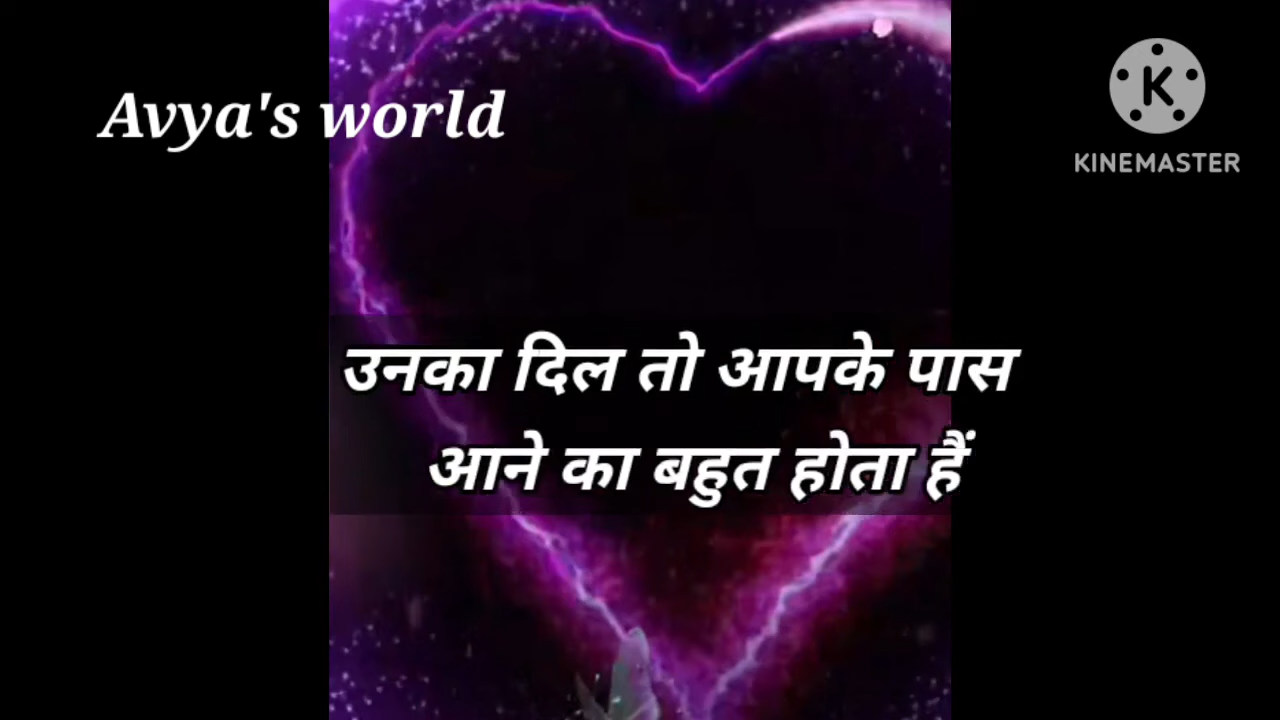 Avya's world
KINEMASTER
उनका दिल तो आपके पास
आने का बहुत होता हैं